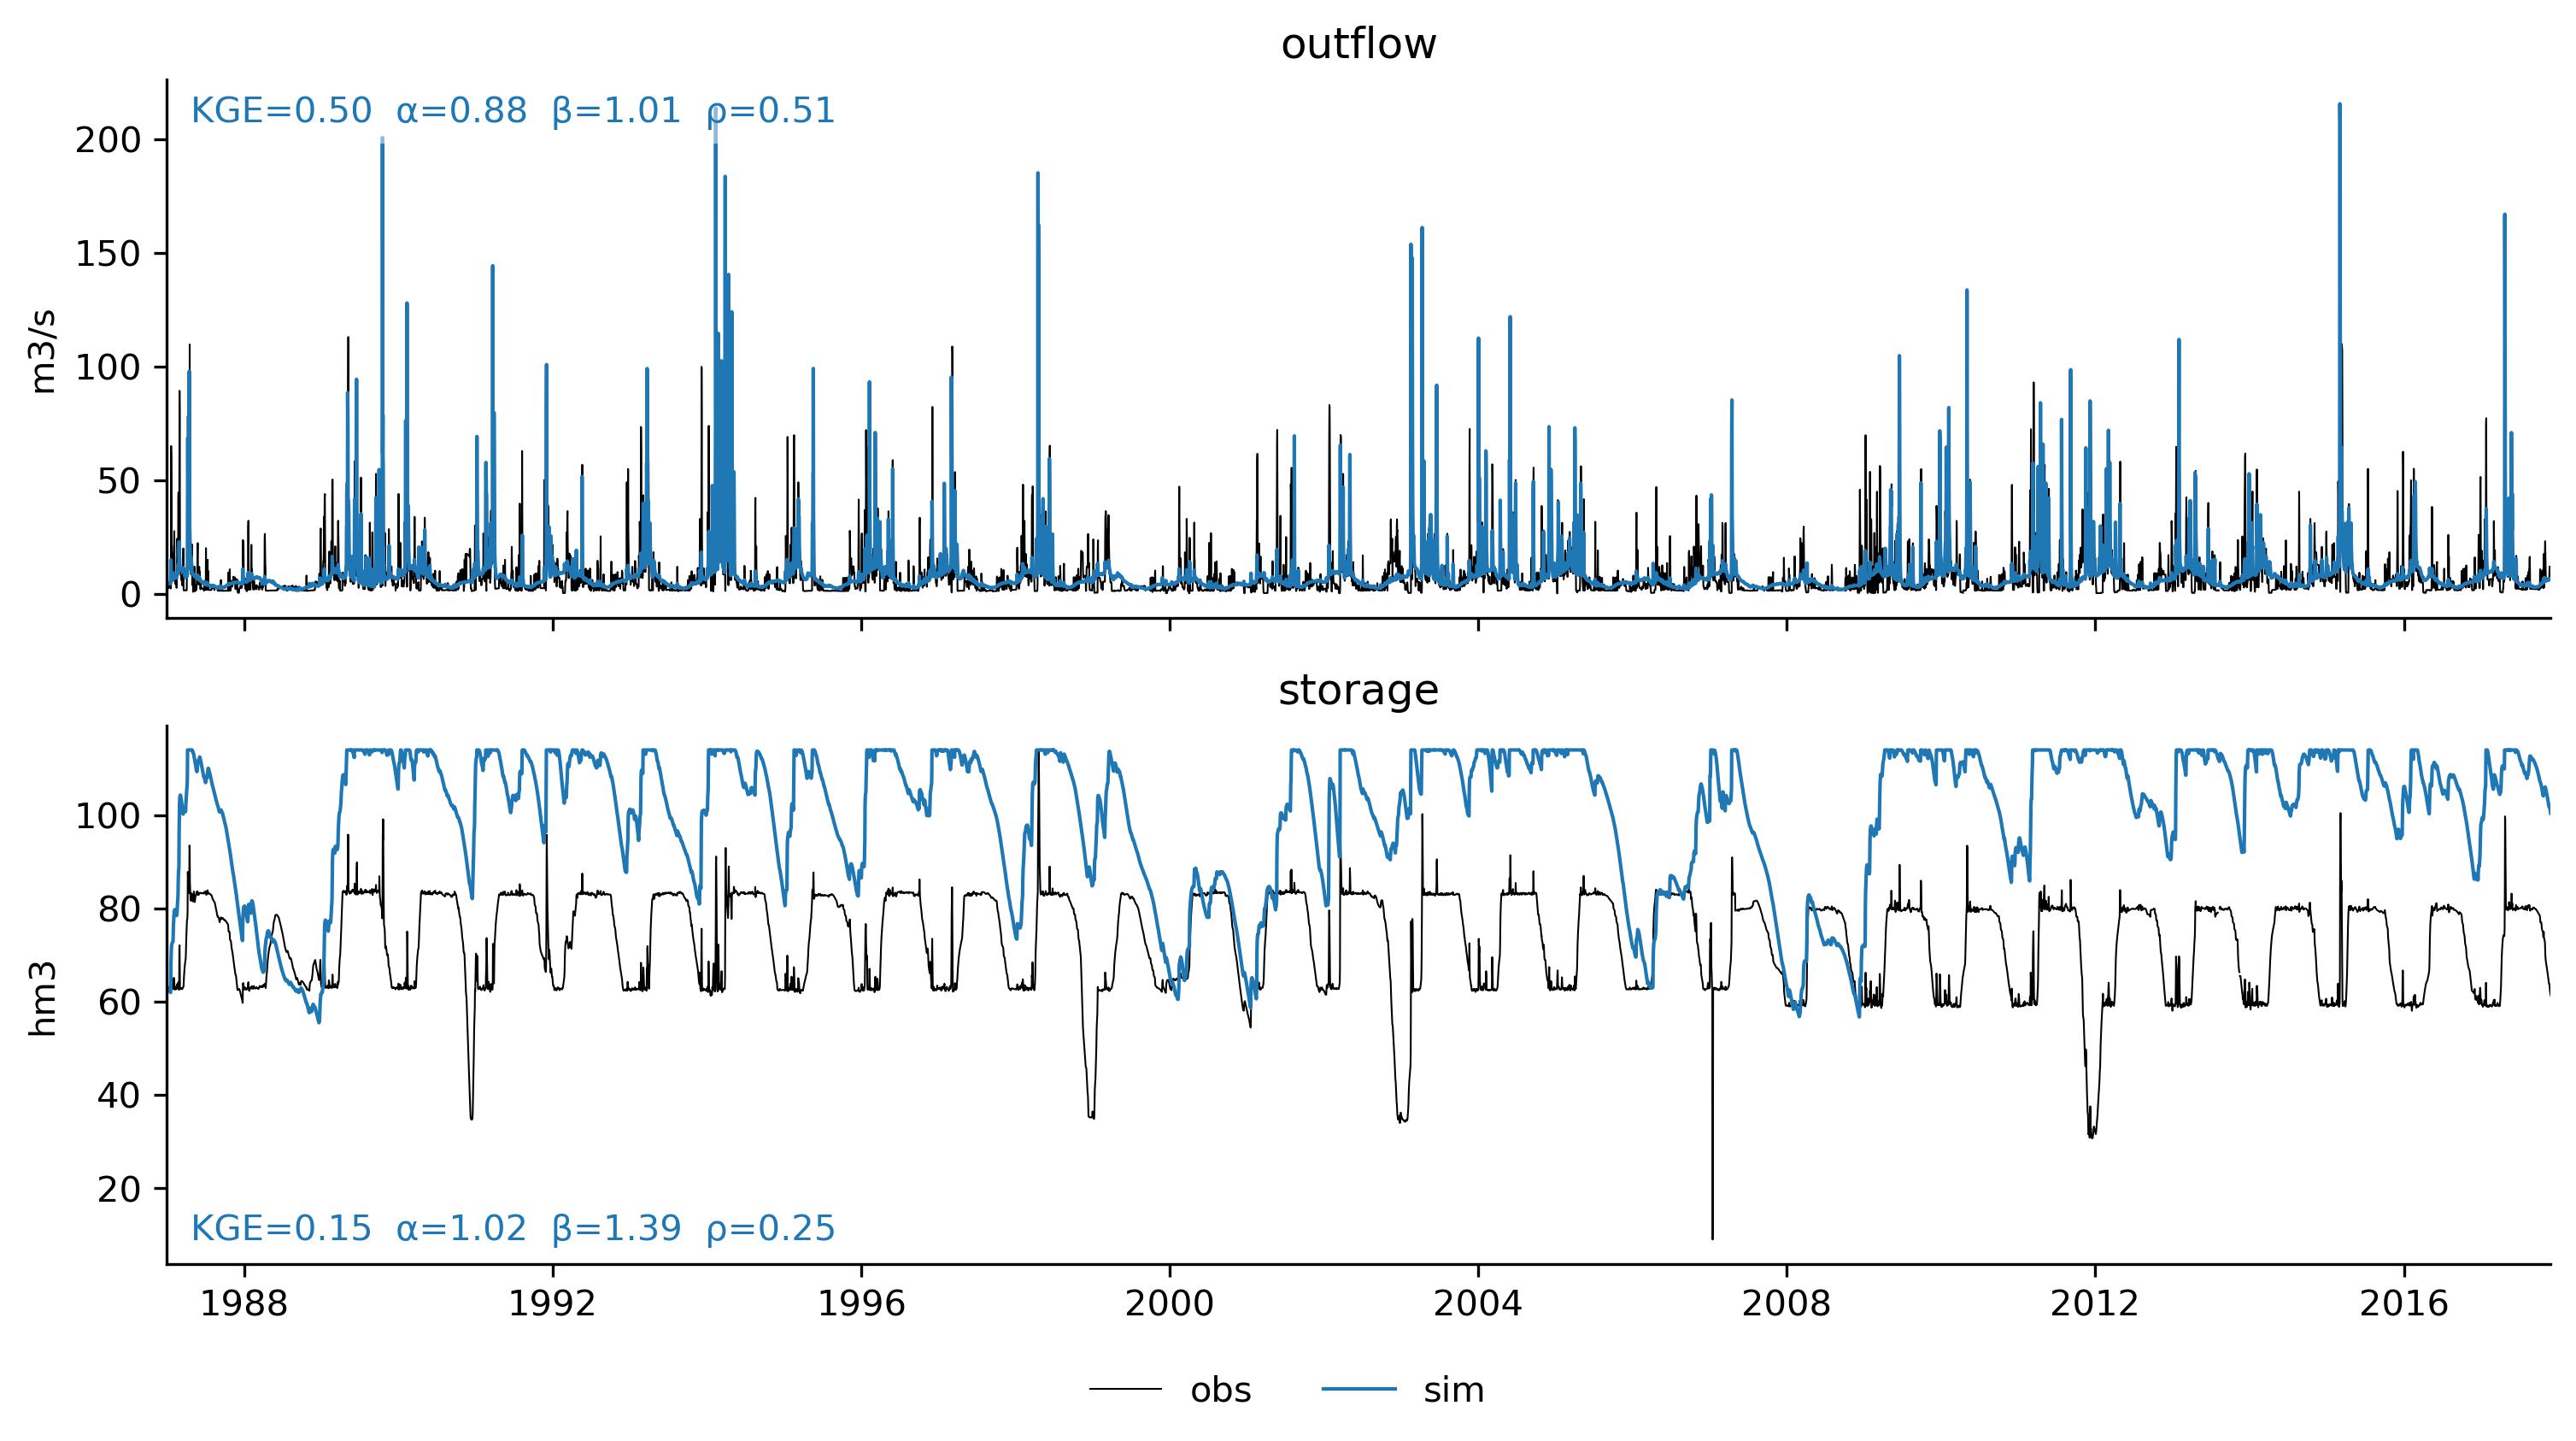 outflow
KGE=0.50 α=0.88 β=1.01 ρ=0.51
m3/s
200
150
100
50
0
storage
hm3
100
80
60
40
20
KGE=0.15 α=1.02 β=1.39 ρ=0.25
1988 1992 1996 2000 2004 2008 2012 2016
obs sim